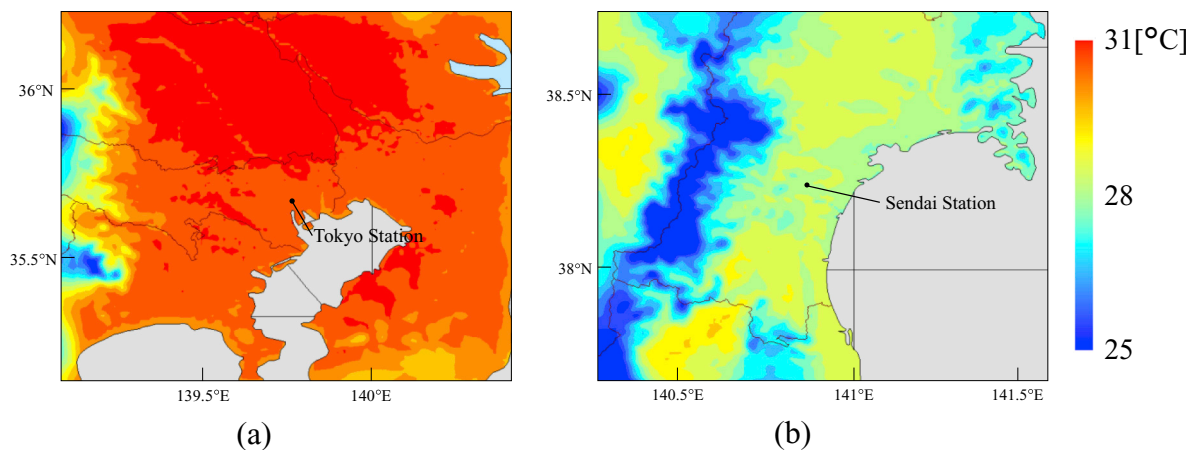 36°N
35.5°N
139.5°E
140°E
Tokyo Station
(a)
38.5°N
38°N
140.5°E
141°E
141.5°E
Sendai Station
(b)
31[°C]
28
25